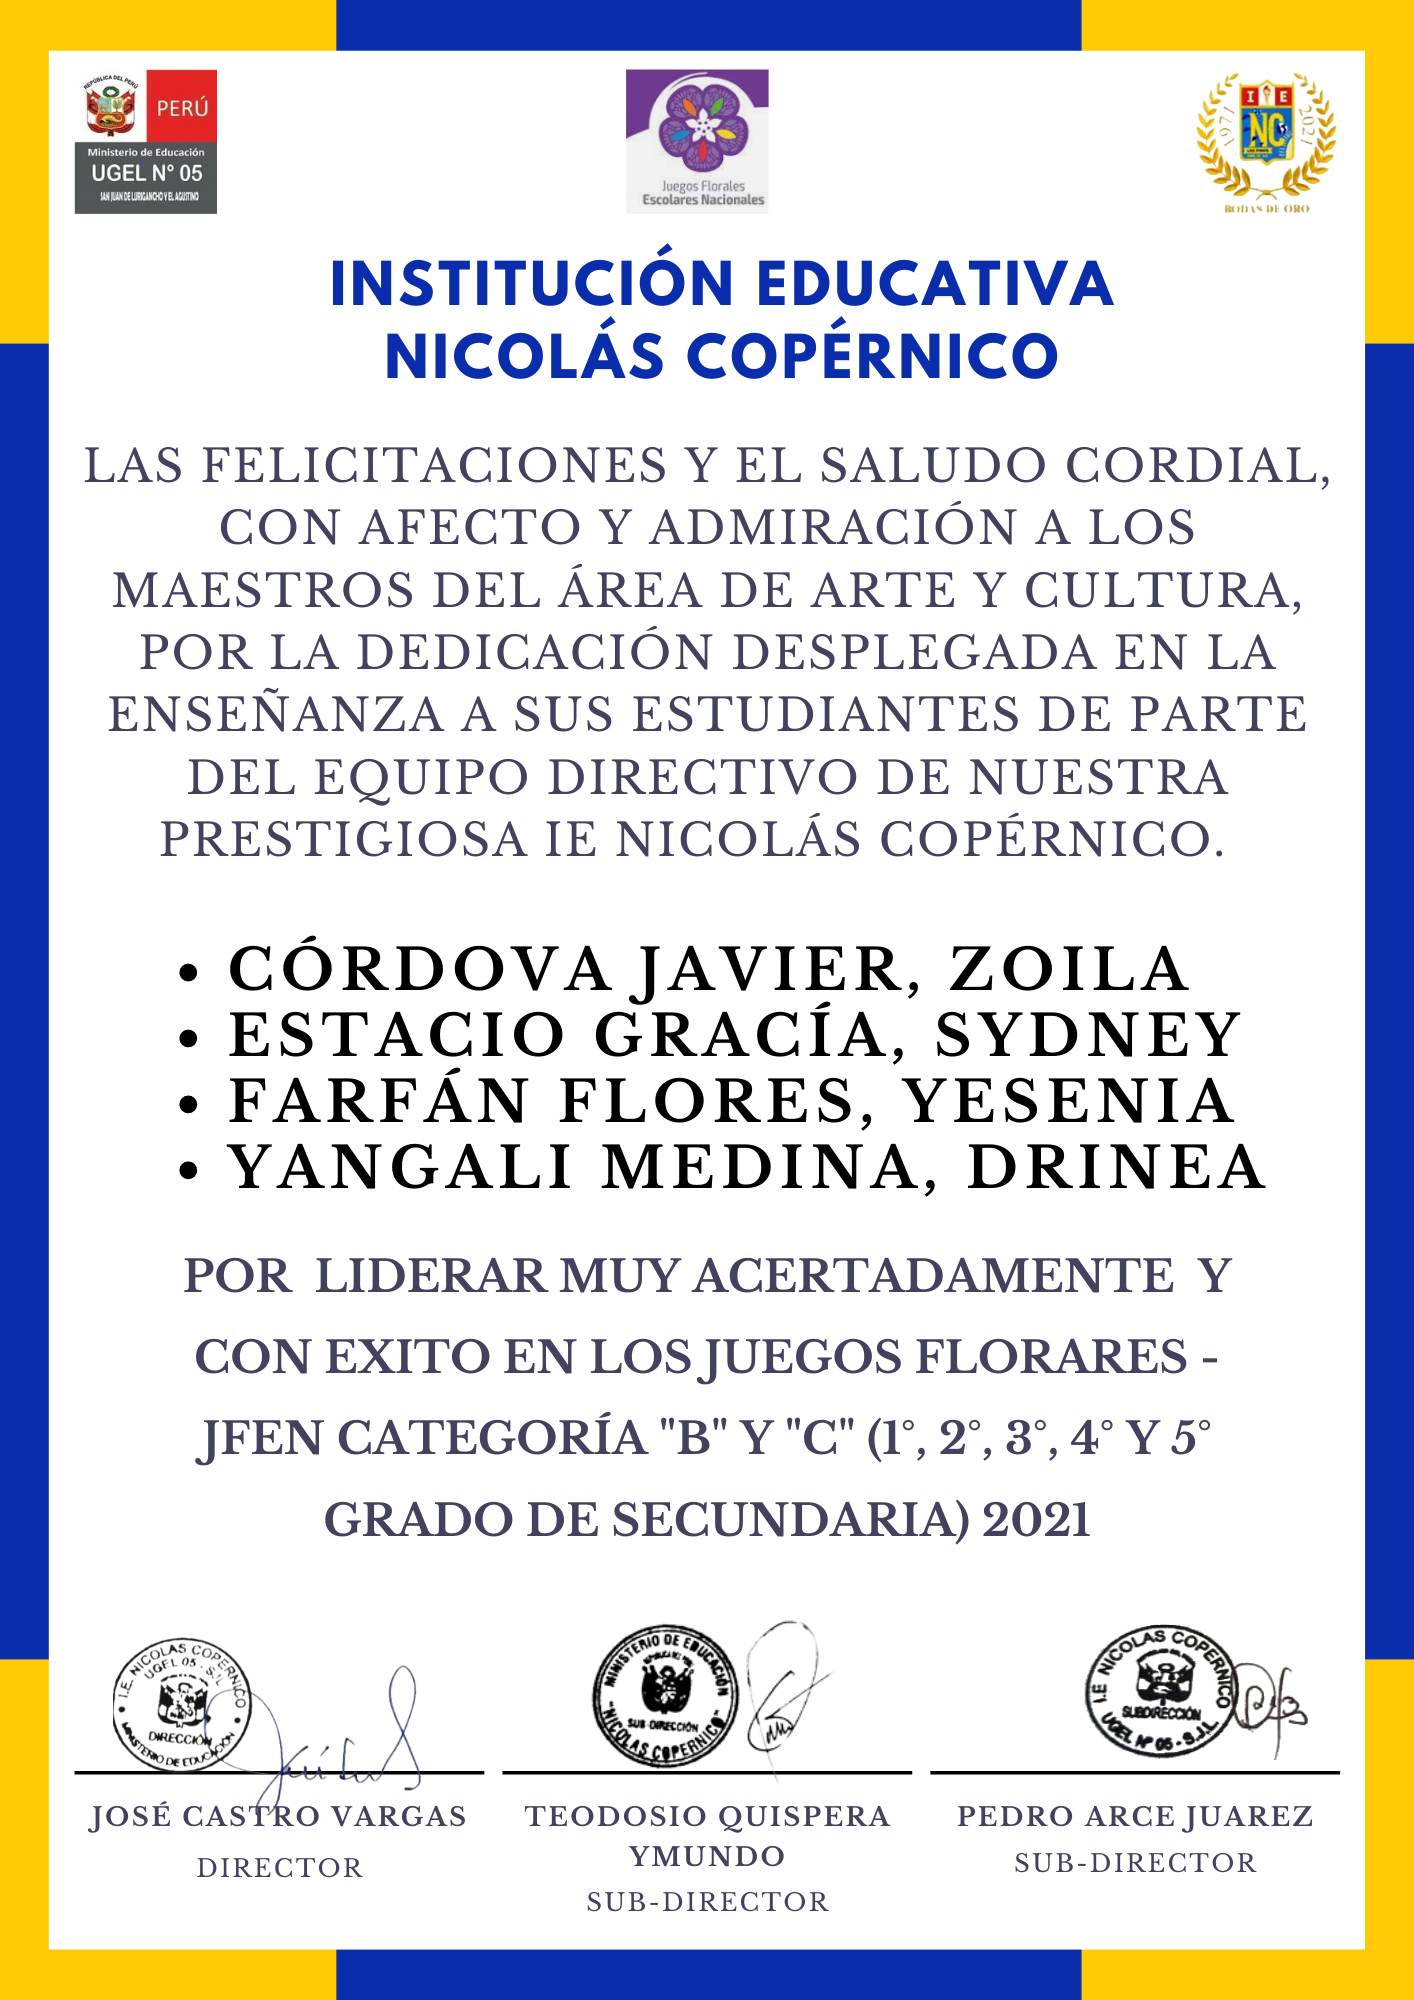 REPÚBLICA DEL PERÚ
PERÚ
Ministerio de Educación
UGEL N° 05
SAN JUAN DE LURIGANCHO Y EL AGUSTINO
Juegos Florales
Escolares Nacionales
I E
1971 2021
NC
BODAS DE ORO
INSTITUCIÓN EDUCATIVA
NICOLÁS COPÉRNICO
LAS FELICITACIONES Y EL SALUDO CORDIAL,
CON AFECTO Y ADMIRACIÓN A LOS
MAESTROS DEL ÁREA DE ARTE Y CULTURA,
POR LA DEDICACIÓN DESPLEGADA EN LA
ENSEÑANZA A SUS ESTUDIANTES DE PARTE
DEL EQUIPO DIRECTIVO DE NUESTRA
PRESTIGIOSA IE NICOLÁS COPÉRNICO.
• CÓRDOVA JAVIER, ZOILA
• ESTACIO GRACÍA, SYDNEY
• FARFÁN FLORES, YESENIA
• YANGALI MEDINA, DRINEA
POR LIDERAR MUY ACERTADAMENTE Y
CON EXITO EN LOS JUEGOS FLORARES -
JFEN CATEGORÍA "B" Y "C" (1°, 2°, 3°, 4° Y 5°
GRADO DE SECUNDARIA) 2021
I.E. NICOLAS COPERNICO
UGEL 05 - S.J.L
DIRECCIÓN
MINISTERIO DE EDUCACIÓN
MINISTERIO DE EDUCACIÓN
SUB-DIRECCIÓN
"NICOLAS COPERNICO"
I.E NICOLAS COPERNICO
SUBDIRECCIÓN
UGEL Nº 05 - S.J.L
JOSÉ CASTRO VARGAS
DIRECTOR
TEODOSIO QUISPERA
YMUNDO
SUB-DIRECTOR
PEDRO ARCE JUAREZ
SUB-DIRECTOR